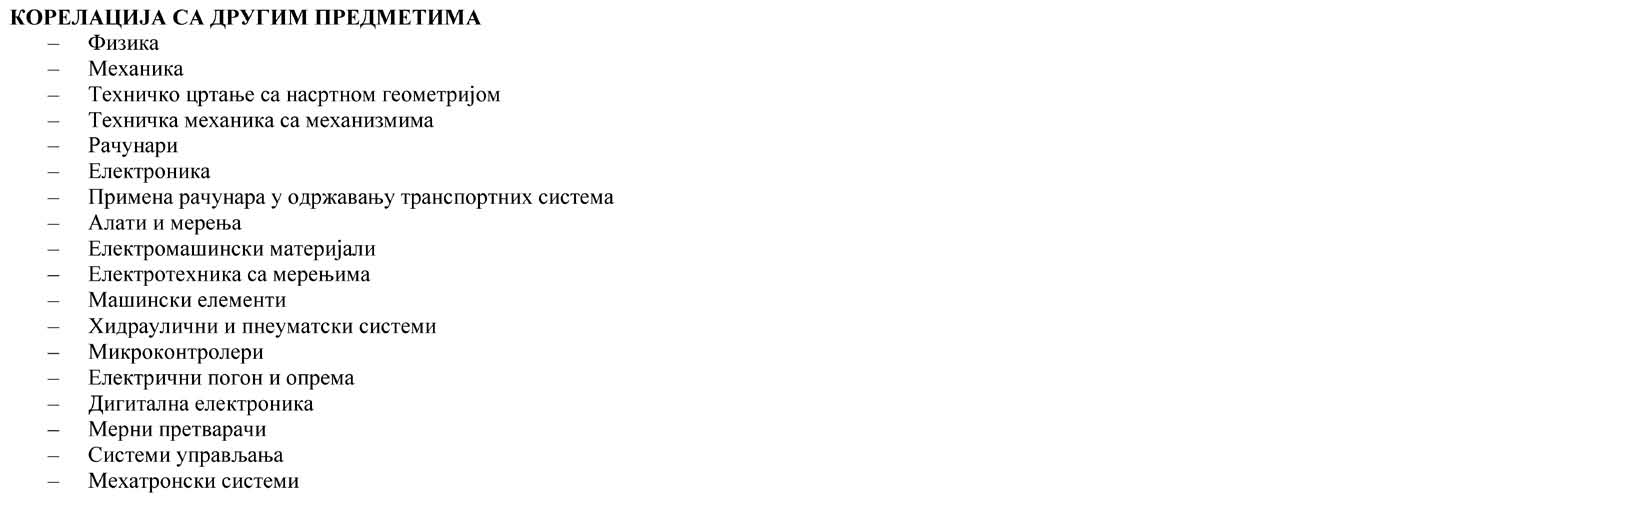 КОРЕЛАЦИЈА СА ДРУГИМ ПРЕДМЕТИМА
– Физика
– Механика
– Техничко цртање са насртном геометријом
– Техничка механика са механизмима
– Рачунари
– Електроника
– Примена рачунара у одржавању транспортних система
– Алати и мерења
– Електромашински материјали
– Електротехника са мерењима
– Машински елементи
– Хидраулични и пнеуматски системи
– Микроконтролери
– Електрични погон и опрема
– Дигитална електроника
– Мерни претварачи
– Системи управљања
– Мехатронски системи